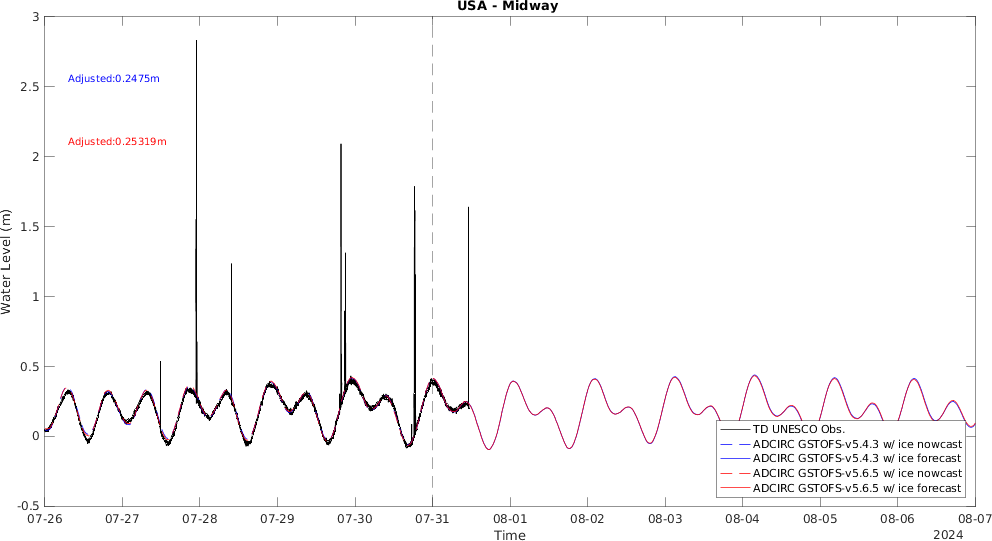 USA - Midway
3
2.5
2
1.5
1
0.5
0
-0.5
Water Level (m)
Adjusted:0.2475m
Adjusted:0.25319m
TD UNESCO Obs.
ADCIRC GSTOFS-v5.4.3 w/ ice nowcast
ADCIRC GSTOFS-v5.4.3 w/ ice forecast
ADCIRC GSTOFS-v5.6.5 w/ ice nowcast
ADCIRC GSTOFS-v5.6.5 w/ ice forecast
07-26 07-27 07-28 07-29 07-30 07-31 08-01 08-02 08-03 08-04 08-05 08-06 08-07
Time
2024